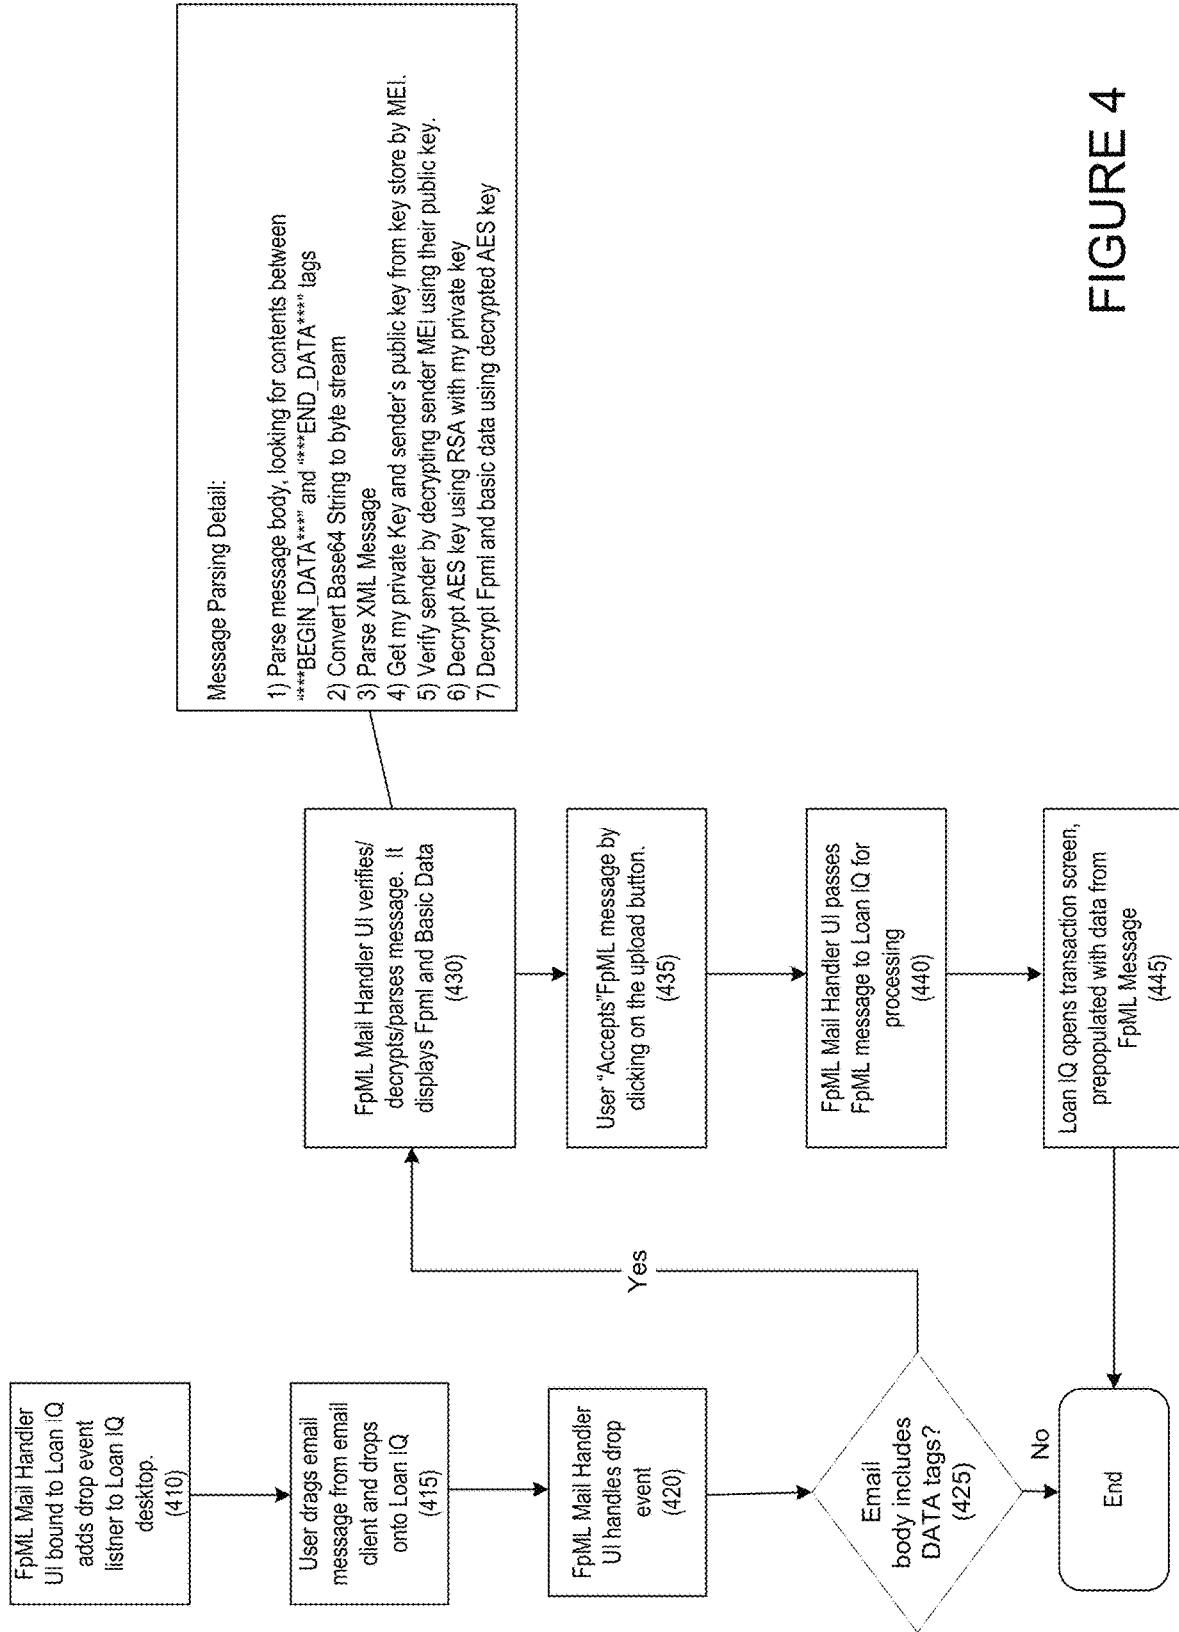 FpML Mail Handler
UI bound to Loan IQ
adds drop event
listner to Loan IQ
desktop.
(410)
User drags email
message from email
client and drops
onto Loan IQ
(415)
FpML Mail Handler
UI handles drop
event
(420)
Email
body includes
DATA tags?
(425)
Yes
No
End
FpML Mail Handler UI verifies/
decrypts/parses message. It
displays Fpml and Basic Data
(430)
User “Accepts”FpML message by
clicking on the upload button.
(435)
FpML Mail Handler UI passes
FpML message to Loan IQ for
processing
(440)
Loan IQ opens transaction screen,
prepopulated with data from
FpML Message
(445)
Message Parsing Detail:
1) Parse message body, looking for contents between
“***BEGIN_DATA***” and “***END_DATA***” tags
2) Convert Base64 String to byte stream
3) Parse XML Message
4) Get my private Key and sender's public key from key store by MEI.
5) Verify sender by decrypting sender MEI using their public key.
6) Decrypt AES key using RSA with my private key
7) Decrypt Fpml and basic data using decrypted AES key
FIGURE 4